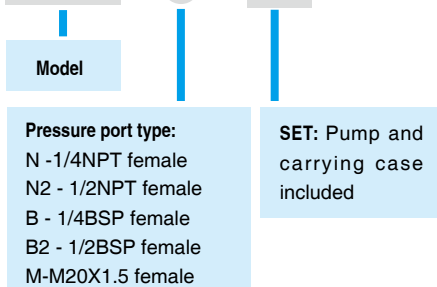 Model
Pressure port type:
N -1/4NPT female
N2 - 1/2NPT female
B - 1/4BSP female
B2 - 1/2BSP female
M-M20X1.5 female
SET: Pump and
carrying case
included